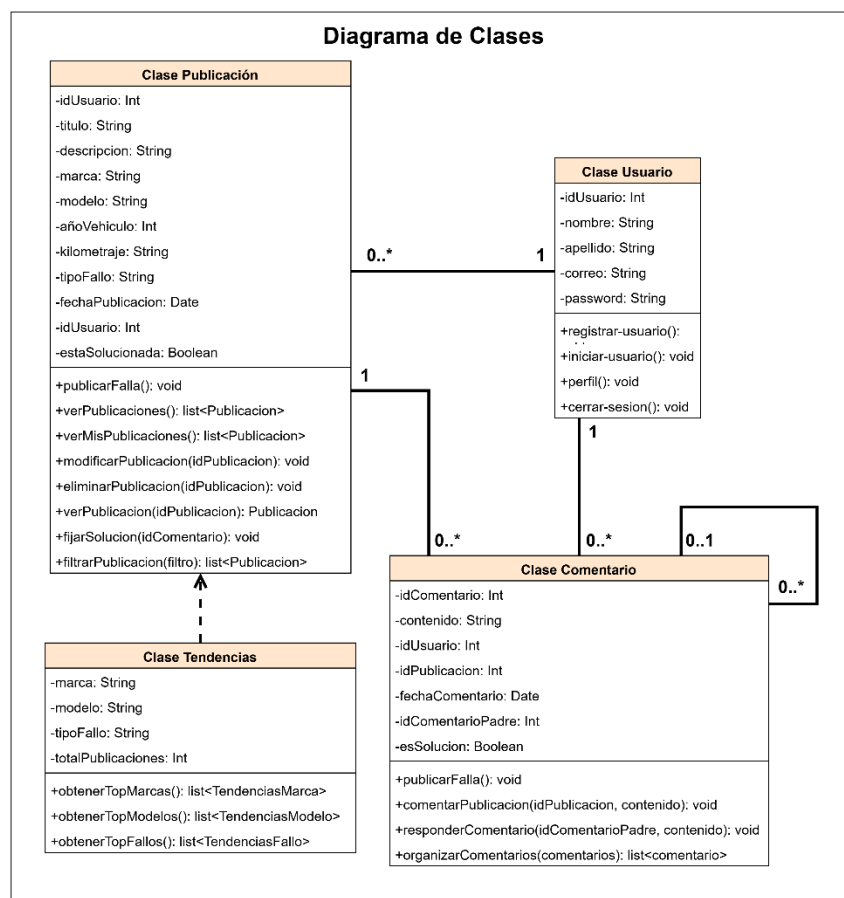 Diagrama de Clases
Clase Publicación
-idUsuario: Int
-titulo: String
-descripcion: String
-marca: String
-modelo: String
-añoVehiculo: Int
-kilometraje: String
-tipoFallo: String
-fechaPublicacion: Date
-idUsuario: Int
-estaSolucionada: Boolean
+publicarFalla(): void
+verPublicaciones(): list<Publicacion>
+verMisPublicaciones(): list<Publicacion>
+modificarPublicacion(idPublicacion): void
+eliminarPublicacion(idPublicacion): void
+verPublicacion(idPublicacion): Publicacion
+fijarSolucion(idComentario): void
+filtrarPublicacion(filtro): list<Publicacion>
0..*
1
Clase Usuario
-idUsuario: Int
-nombre: String
-apellido: String
-correo: String
-password: String
+registrar-usuario():
+iniciar-usuario(): void
+perfil(): void
+cerrar-sesion(): void
1
1
0..*
0..*
0..1
0..*
Clase Tendencias
-marca: String
-modelo: String
-tipoFallo: String
-totalPublicaciones: Int
+obtenerTopMarcas(): list<TendenciasMarca>
+obtenerTopModelos(): list<TendenciasModelo>
+obtenerTopFallos(): list<TendenciasFallo>
Clase Comentario
-idComentario: Int
-contenido: String
-idUsuario: Int
-idPublicacion: Int
-fechaComentario: Date
-idComentarioPadre: Int
-esSolucion: Boolean
+publicarFalla(): void
+comentarPublicacion(idPublicacion, contenido): void
+responderComentario(idComentarioPadre, contenido): void
+organizarComentarios(comentarios): list<comentario>